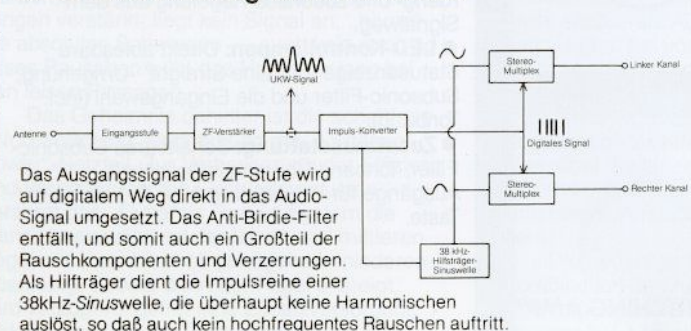 Stereo-
Multiplex
Linker Kanal
UKW-Signal
Antenne
Eingangsstufe
ZF-Verstärker
Impuls-Konverter
Digitales Signal
Stereo-
Multiplex
Rechter Kanal
38 kHz-
Hilfsträger-
Sinuswelle
Das Ausgangssignal der ZF-Stufe wird
auf digitalem Weg direkt in das Audio-
Signal umgesetzt. Das Anti-Birdie-Filter
entfällt, und somit auch ein Großteil der
Rauschkomponenten und Verzerrungen.
Als Hilfträger dient die Impulsreihe einer
38kHz-Sinuswelle, die überhaupt keine Harmonischen
auslöst, so daß auch kein hochfrequentes Rauschen auftritt.